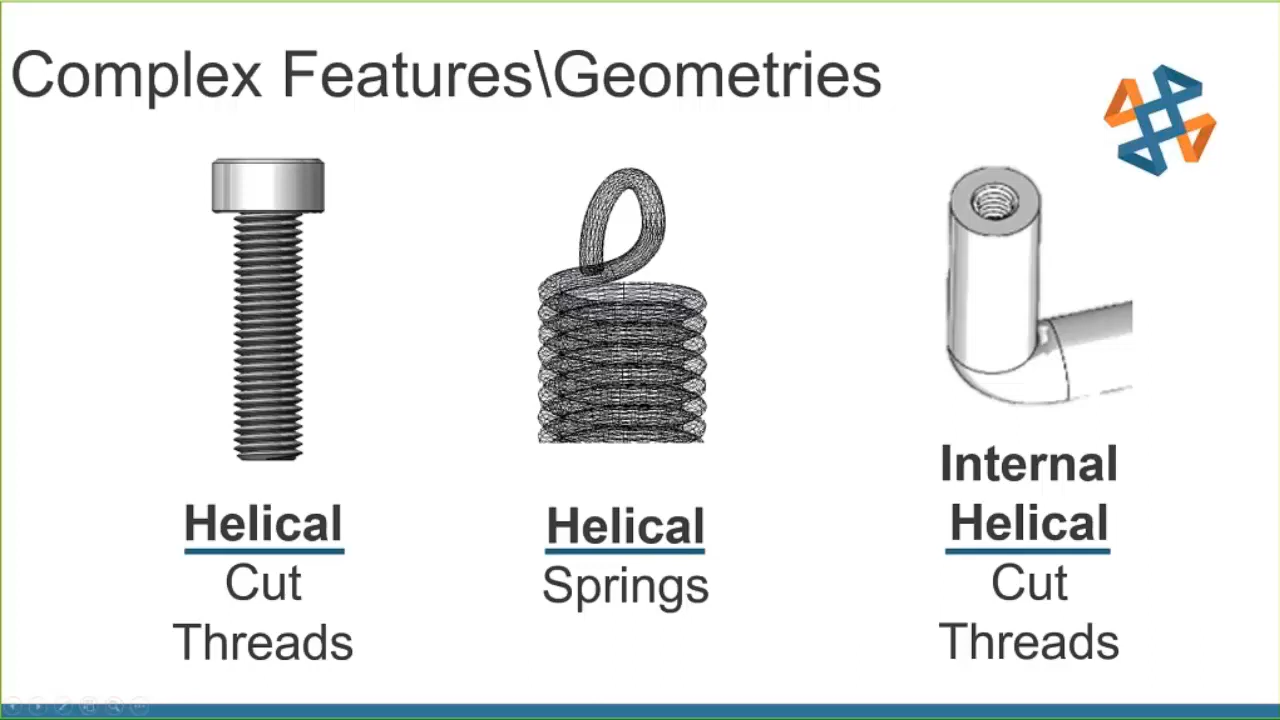 Complex Features\Geometries
Helical
Cut
Threads
Helical
Springs
Internal
Helical
Cut
Threads